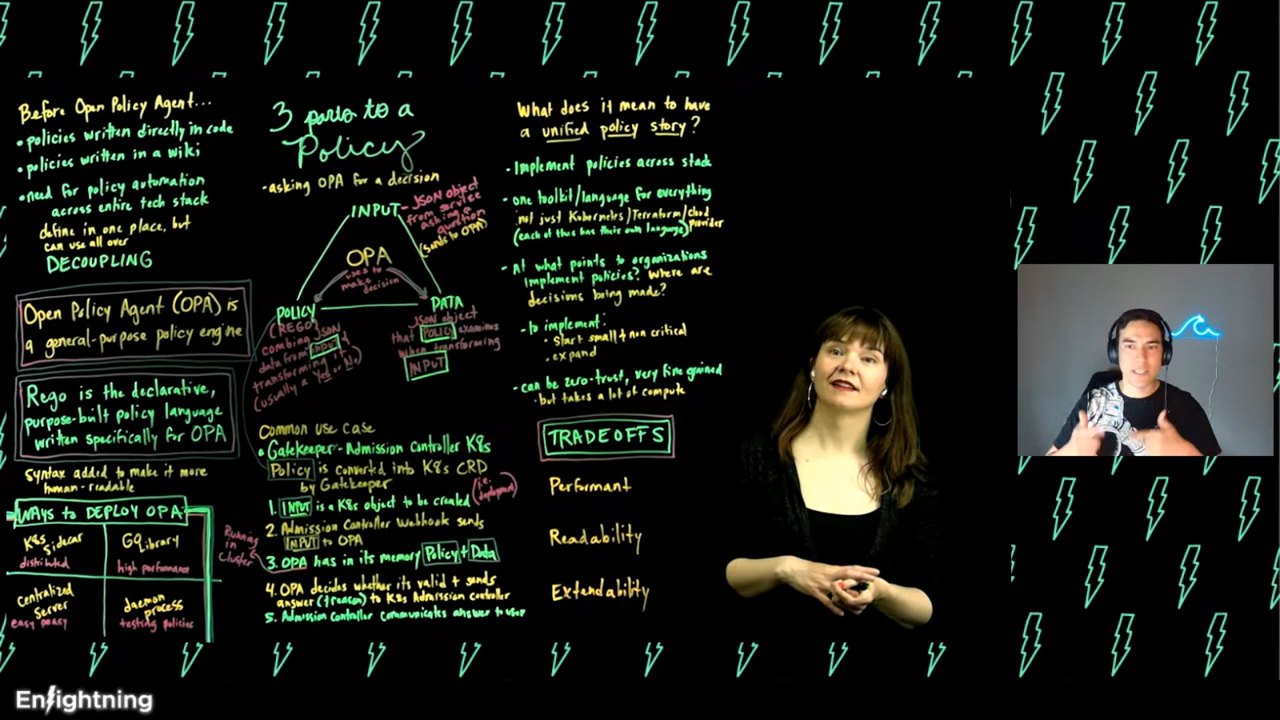 Before Open Policy Agent...
• policies written directly in code
• policies written in a wiki
• need for policy automation
across entire tech stack
define in one place, but
can use all over
DECOUPLING
Open Policy Agent (OPA) is
a general-purpose policy engine
Rego is the declarative,
purpose-built policy language
written specifically for OPA
Syntax added to make it more
human-readable
WAYS to DEPLOY OPA
K8s Sidecar
distributed
GO Library
high performance
Centralized
Server
easy peasy
daemon
process
testing policies
3 parts to a
Policy
- asking OPA for a decision
INPUT - JSON object
from service
asking a
question
(sends to OPA)
OPA
uses to
make decision
POLICY
(REGO)
combing JSON
data from INPUT &
transforming it
(usually a Yes or No)
DATA
JSON object
that POLICY examines
when transforming
INPUT
Common use case
• Gatekeeper - Admission Controller K8s
Policy is converted into K8s CRD
by Gatekeeper
1. INPUT is a K8s object to be created (i.e. deployment)
2. Admission Controller Webhook sends
INPUT to OPA
Running
in
Cluster
3. OPA has in its memory Policy + Data
4. OPA decides whether its valid + sends
answer (+reason) to K8s Admission Controller
5. Admission Controller communicates answer to user
What does it mean to have
a unified policy story?
- Implement policies across stack
- one toolkit/language for everything
not just Kubernetes/Terraform/cloud provider
(each of thus has their own language)
- At what points to organizations
implement policies? Where are
decisions being made?
- to implement:
• Start small + non critical
• expand
- can be zero-trust, very fine grained
- but takes a lot of compute
TRADEOFFS
Performant
Readability
Extendability
Enlightning